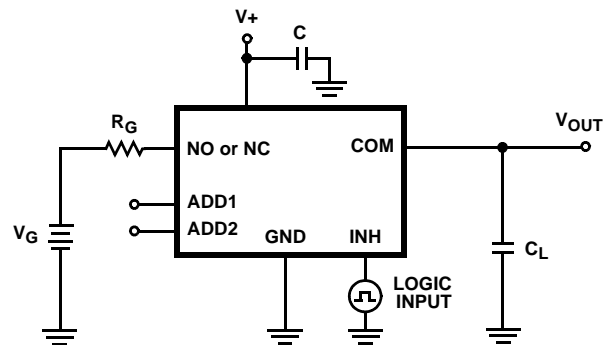 V+
C
RG
NO or NC
COM
VOUT
ADD1
ADD2
VG
GND
INH
CL
LOGIC
INPUT